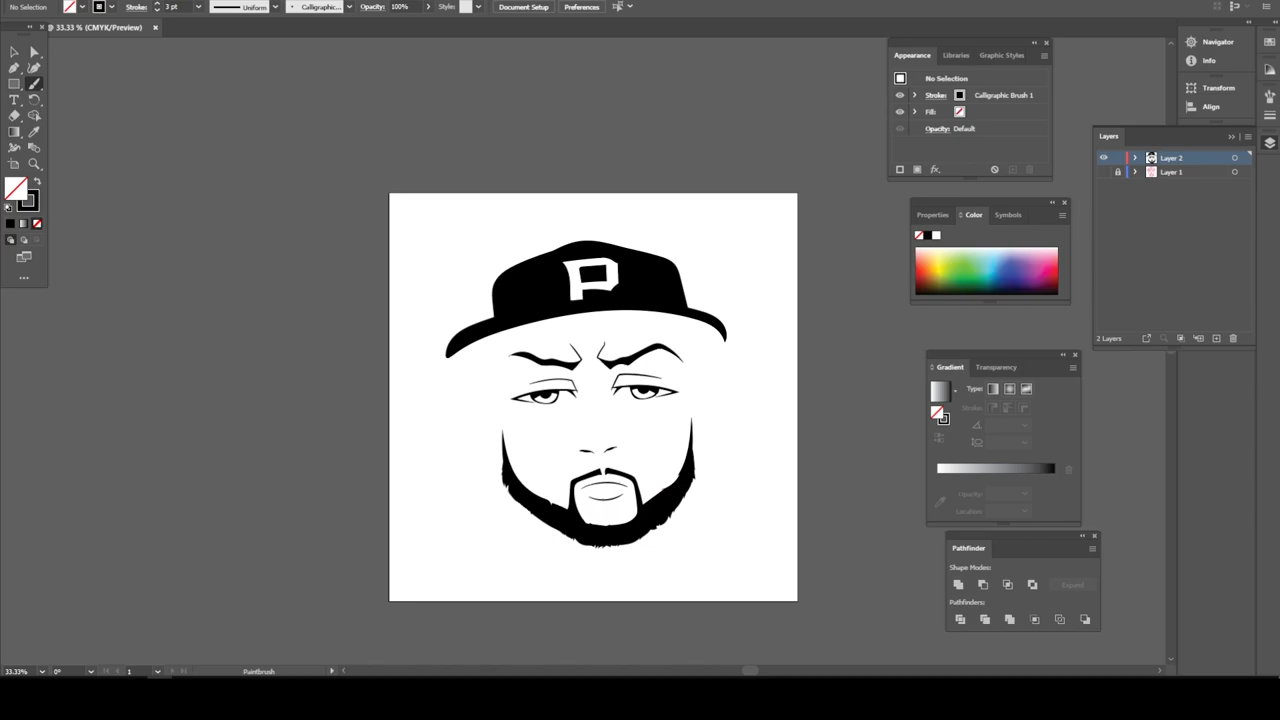 No Selection Stroke: 3 pt Uniform Calligraphic... Opacity: 100% Style: Document Setup Preferences
33.33 % (CMYK/Preview)
Appearance Libraries Graphic Styles
No Selection
Stroke: Calligraphic Brush 1
Fill:
Opacity: Default
fx
Navigator
Info
Transform
Align
Layers
Layer 2
Layer 1
2 Layers
Properties Color Symbols
P
Gradient Transparency
Type:
Stroke:
Opacity:
Location:
Pathfinder
Shape Modes:
Expand
Pathfinders:
33.33% 0° 1 Paintbrush